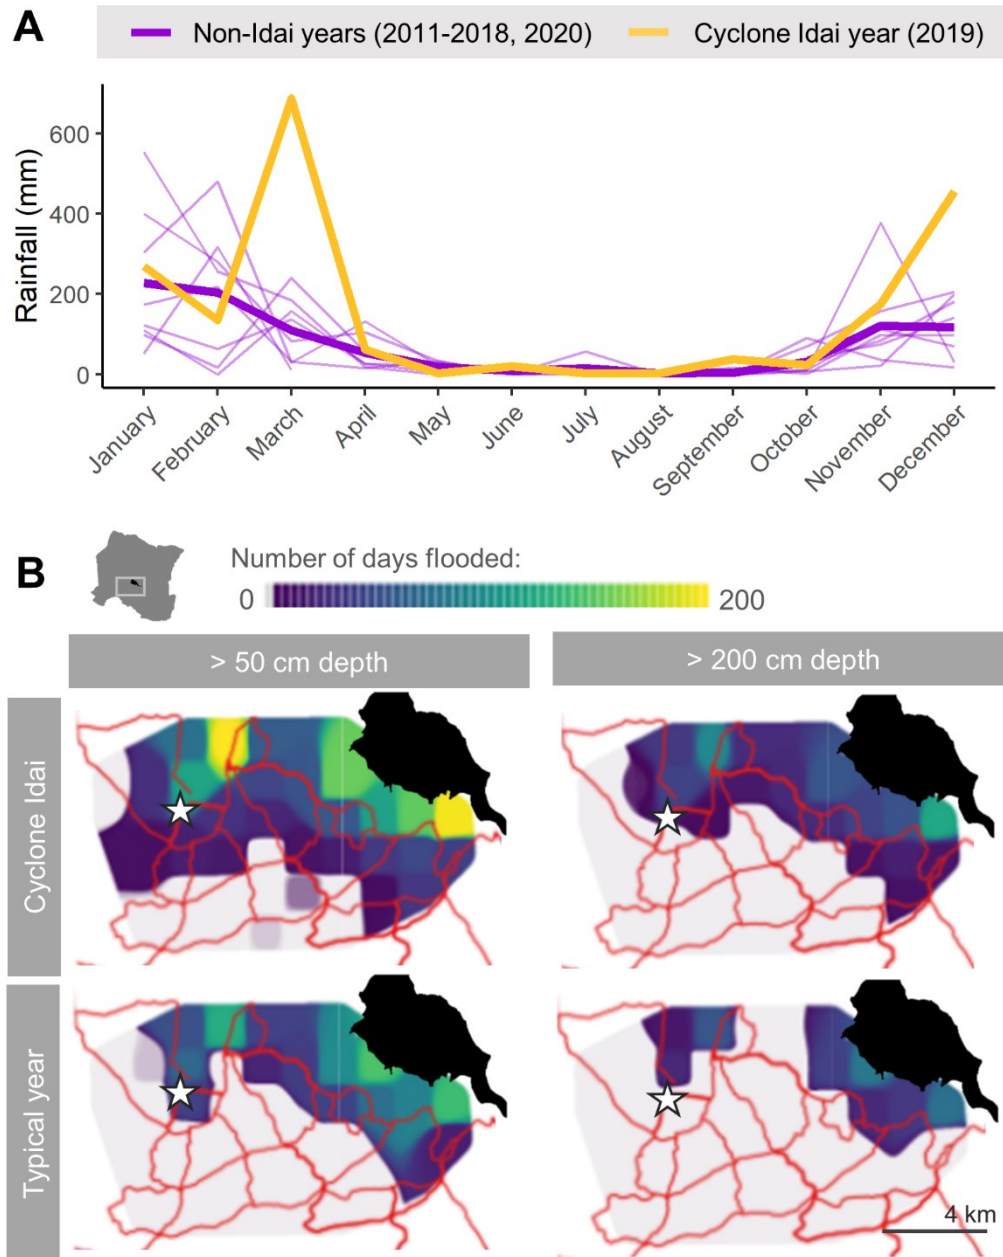 A
Non-Idai years (2011-2018, 2020)
Cyclone Idai year (2019)
Rainfall (mm)
600
400
200
0
January
February
March
April
May
June
July
August
September
October
November
December
B
Number of days flooded:
0
200
> 50 cm depth
> 200 cm depth
Cyclone Idai
Typical year
4 km